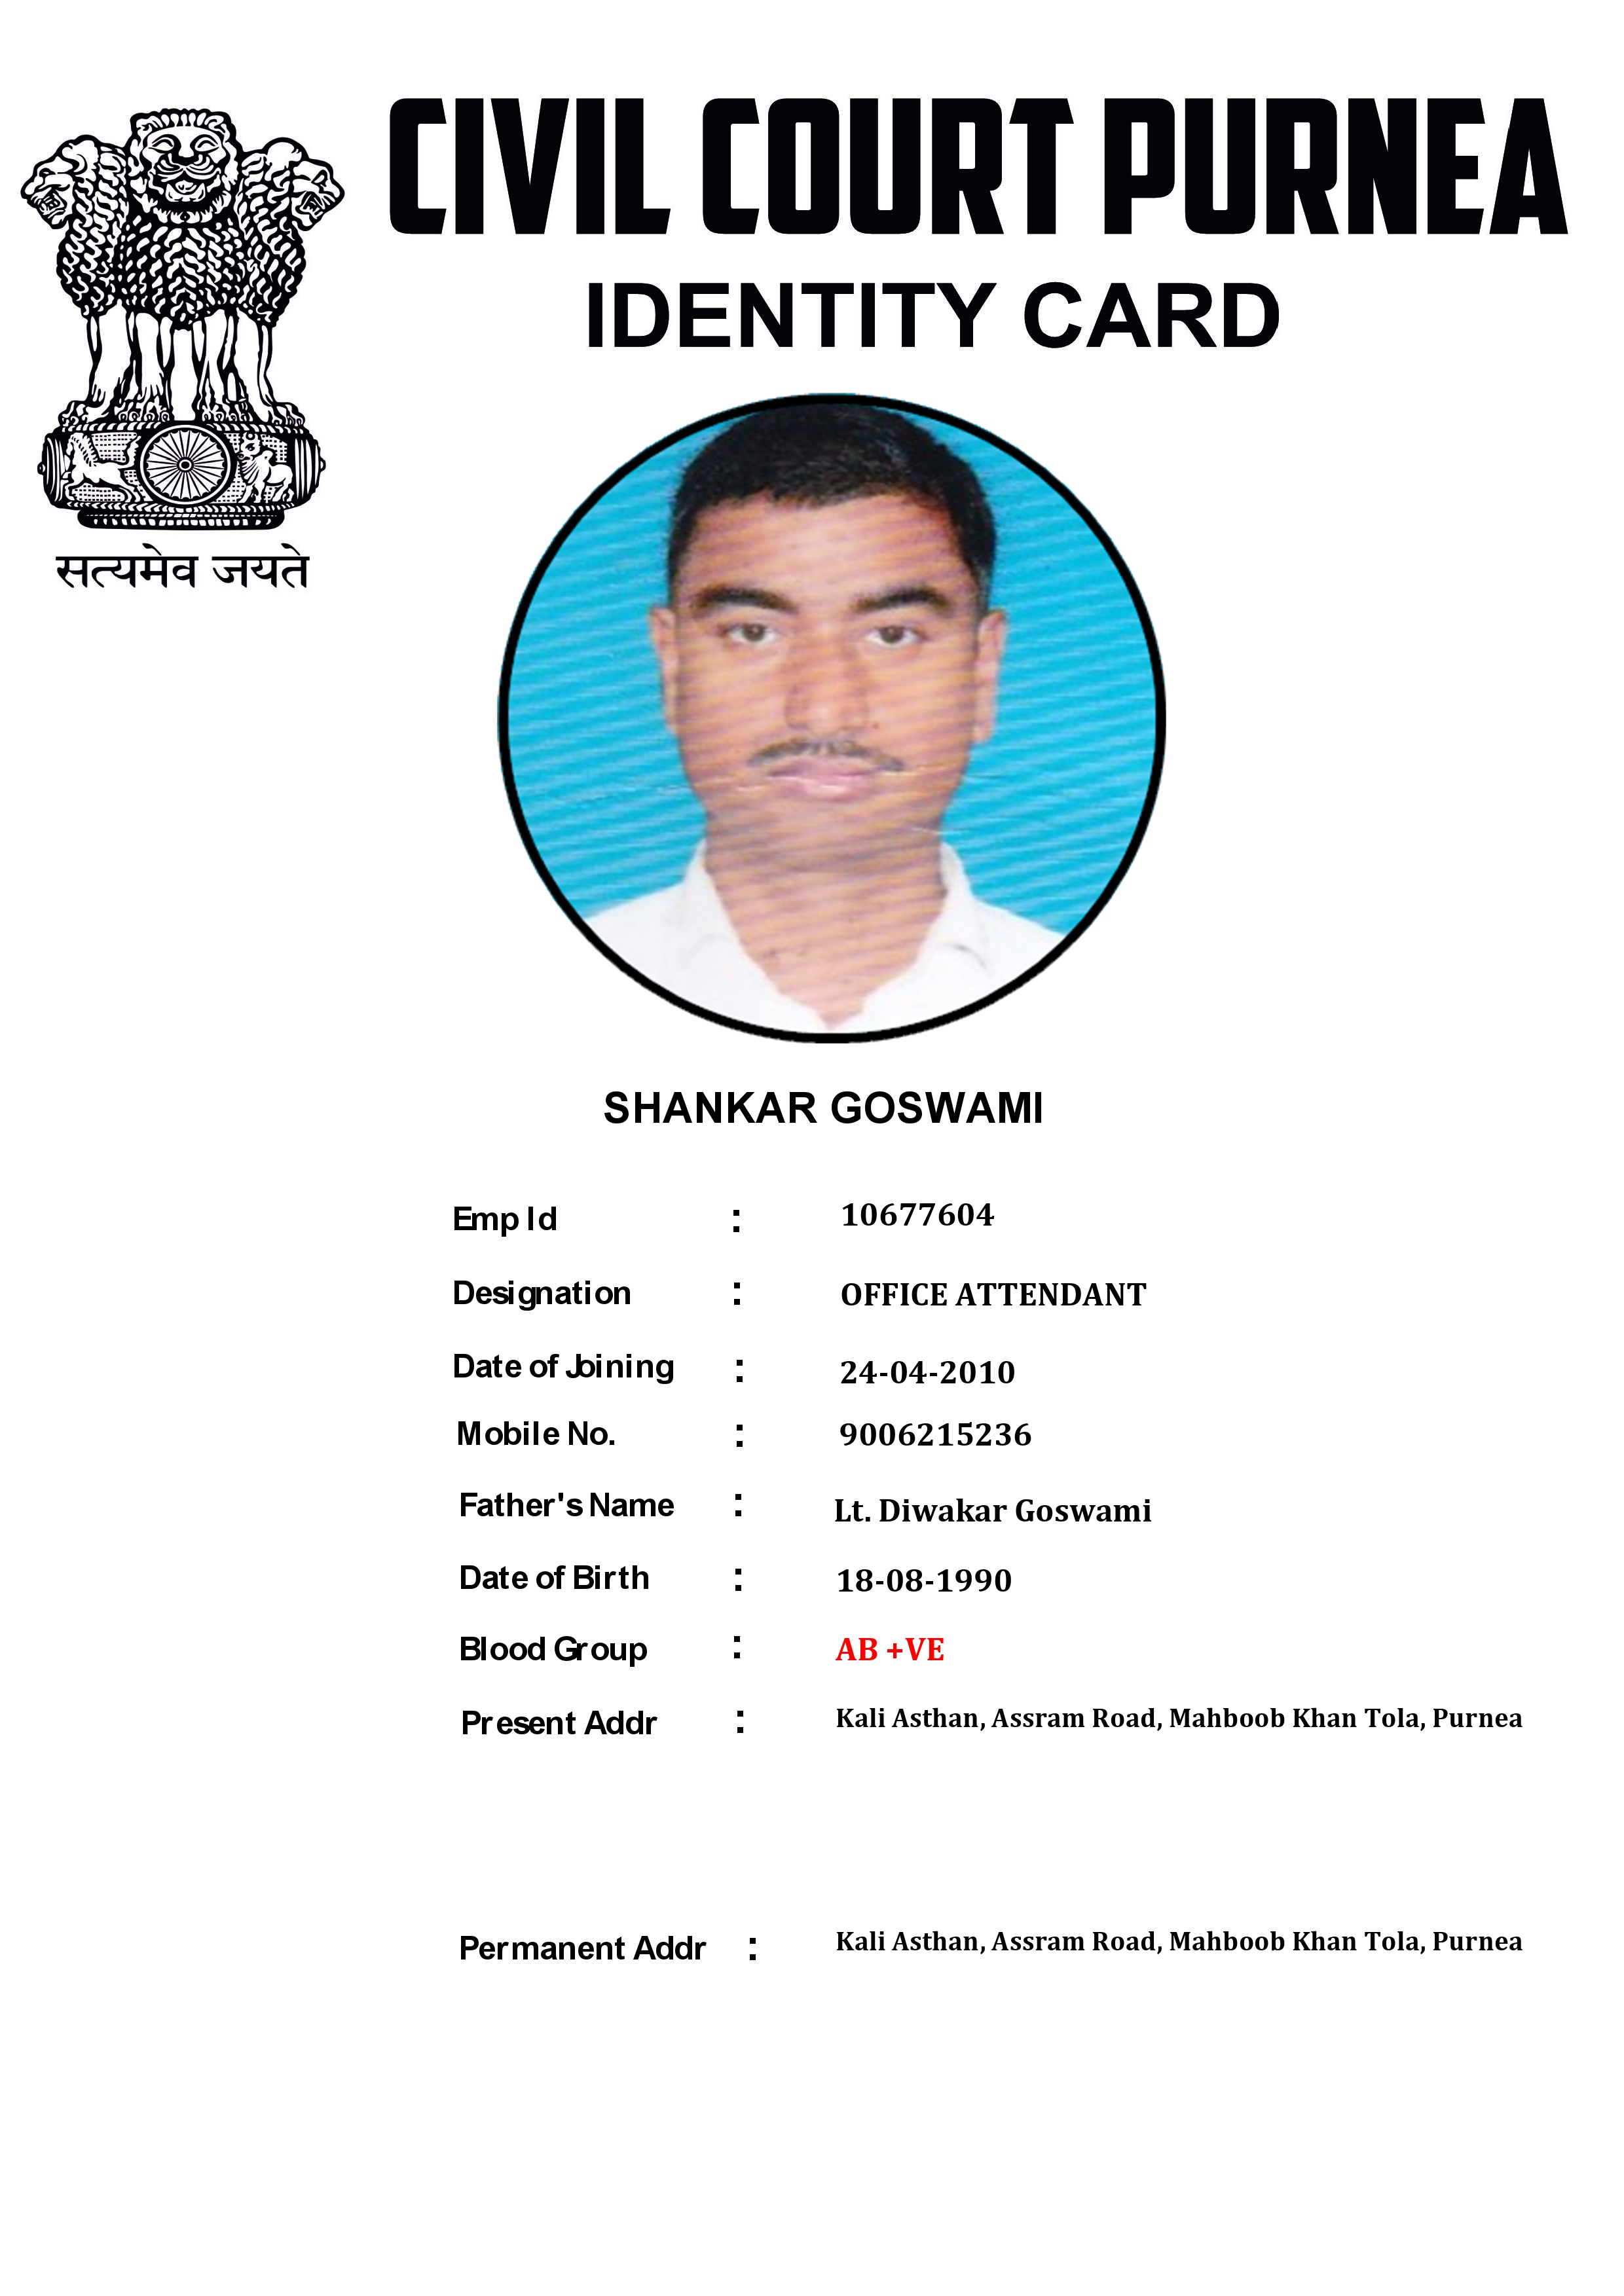 CIVIL COURT PURNEA
IDENTITY CARD
सत्यमेव जयते
SHANKAR GOSWAMI
Emp Id : 10677604
Designation : OFFICE ATTENDANT
Date of Joining : 24-04-2010
Mobile No. : 9006215236
Father's Name : Lt. Diwakar Goswami
Date of Birth : 18-08-1990
Blood Group : AB +VE
Present Addr : Kali Asthan, Assram Road, Mahboob Khan Tola, Purnea
Permanent Addr : Kali Asthan, Assram Road, Mahboob Khan Tola, Purnea